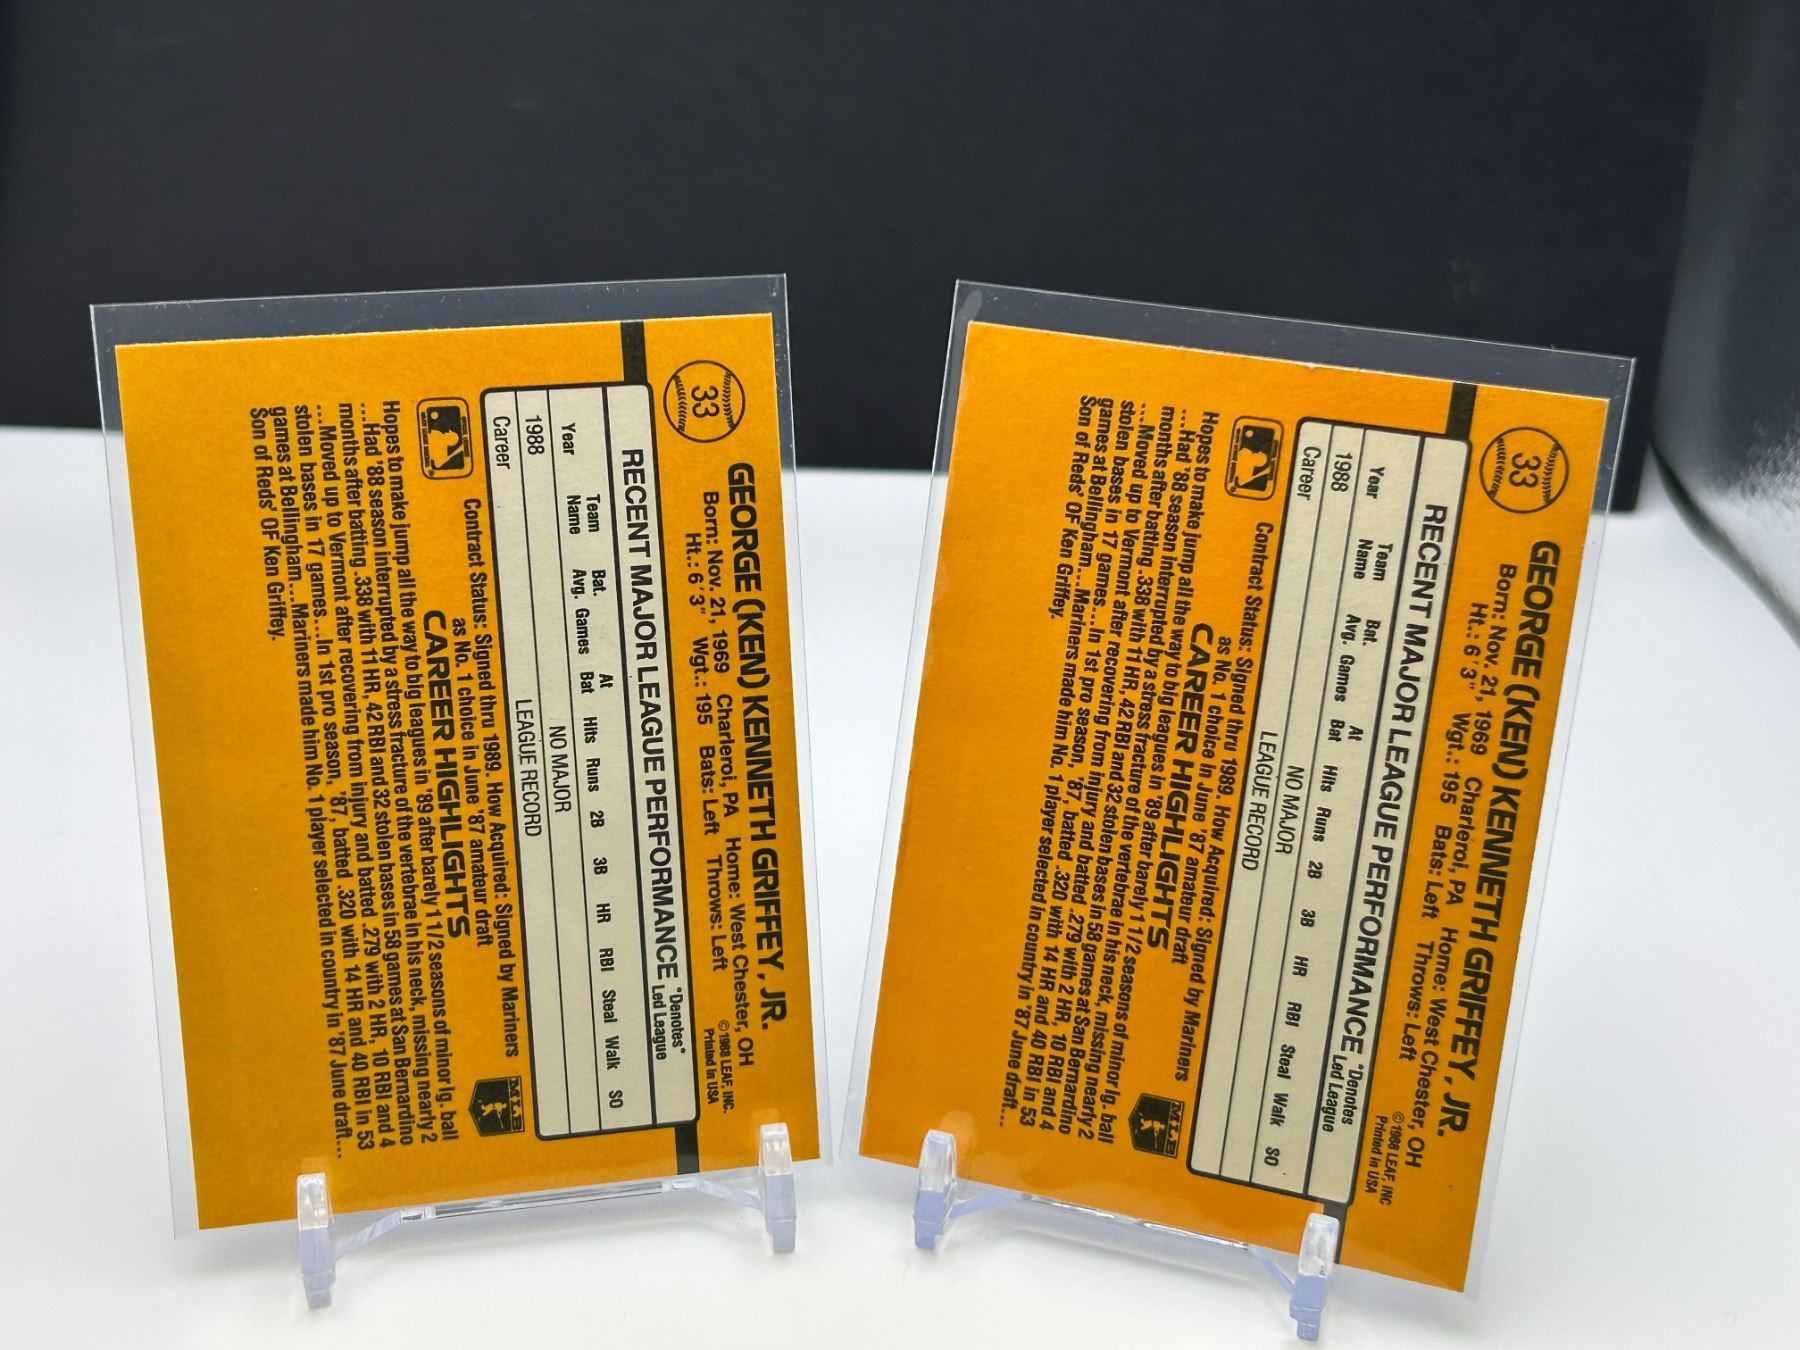 33
GEORGE (KEN) KENNETH GRIFFEY, JR.
Born: Nov. 21, 1969 Charleroi, PA Home: West Chester, OH
Ht.: 6'3" Wgt.: 195 Bats: Left Throws: Left
©1988 LEAF, INC.
Printed in USA
RECENT MAJOR LEAGUE PERFORMANCE
*Denotes*
Led League
Year Team Name Bat. Avg. Games At Bat Hits Runs 2B 3B HR RBI Steal Walk SO
1988 NO MAJOR
Career LEAGUE RECORD
Contract Status: Signed thru 1989. How Acquired: Signed by Mariners
as No. 1 choice in June '87 amateur draft
MLB
CAREER HIGHLIGHTS
Hopes to make jump all the way to big leagues in '89 after barely 1 1/2 seasons of minor lg. ball
...Had '88 season interrupted by a stress fracture of the vertebrae in his neck, missing nearly 2
months after batting .338 with 11 HR, 42 RBI and 32 stolen bases in 58 games at San Bernardino
...Moved up to Vermont after recovering from injury and batted .279 with 2 HR, 10 RBI and 4
stolen bases in 17 games...In 1st pro season, '87, batted .320 with 14 HR and 40 RBI in 53
games at Bellingham...Mariners made him No. 1 player selected in country in '87 June draft...
Son of Reds' OF Ken Griffey.
33
GEORGE (KEN) KENNETH GRIFFEY, JR.
Born: Nov. 21, 1969 Charleroi, PA Home: West Chester, OH
Ht.: 6'3" Wgt.: 195 Bats: Left Throws: Left
©1988 LEAF, INC
Printed in USA
RECENT MAJOR LEAGUE PERFORMANCE
*Denotes
Led League
Year Team Name Bat. Avg. Games At Bat Hits Runs 2B 3B HR RBI Steal Walk SO
1988 NO MAJOR
Career LEAGUE RECORD
Contract Status: Signed thru 1989. How Acquired: Signed by Mariners
as No. 1 choice in June '87 amateur draft
MLB
CAREER HIGHLIGHTS
Hopes to make jump all the way to big leagues in '89 after barely 1 1/2 seasons of minor lg. ball
...Had '88 season interrupted by a stress fracture of the vertebrae in his neck, missing nearly 2
months after batting .338 with 11 HR, 42 RBI and 32 stolen bases in 58 games at San Bernardino
...Moved up to Vermont after recovering from injury and batted .279 with 2 HR, 10 RBI and 4
stolen bases in 17 games...In 1st pro season, '87, batted .320 with 14 HR and 40 RBI in 53
games at Bellingham...Mariners made him No. 1 player selected in country in '87 June draft...
Son of Reds' OF Ken Griffey.